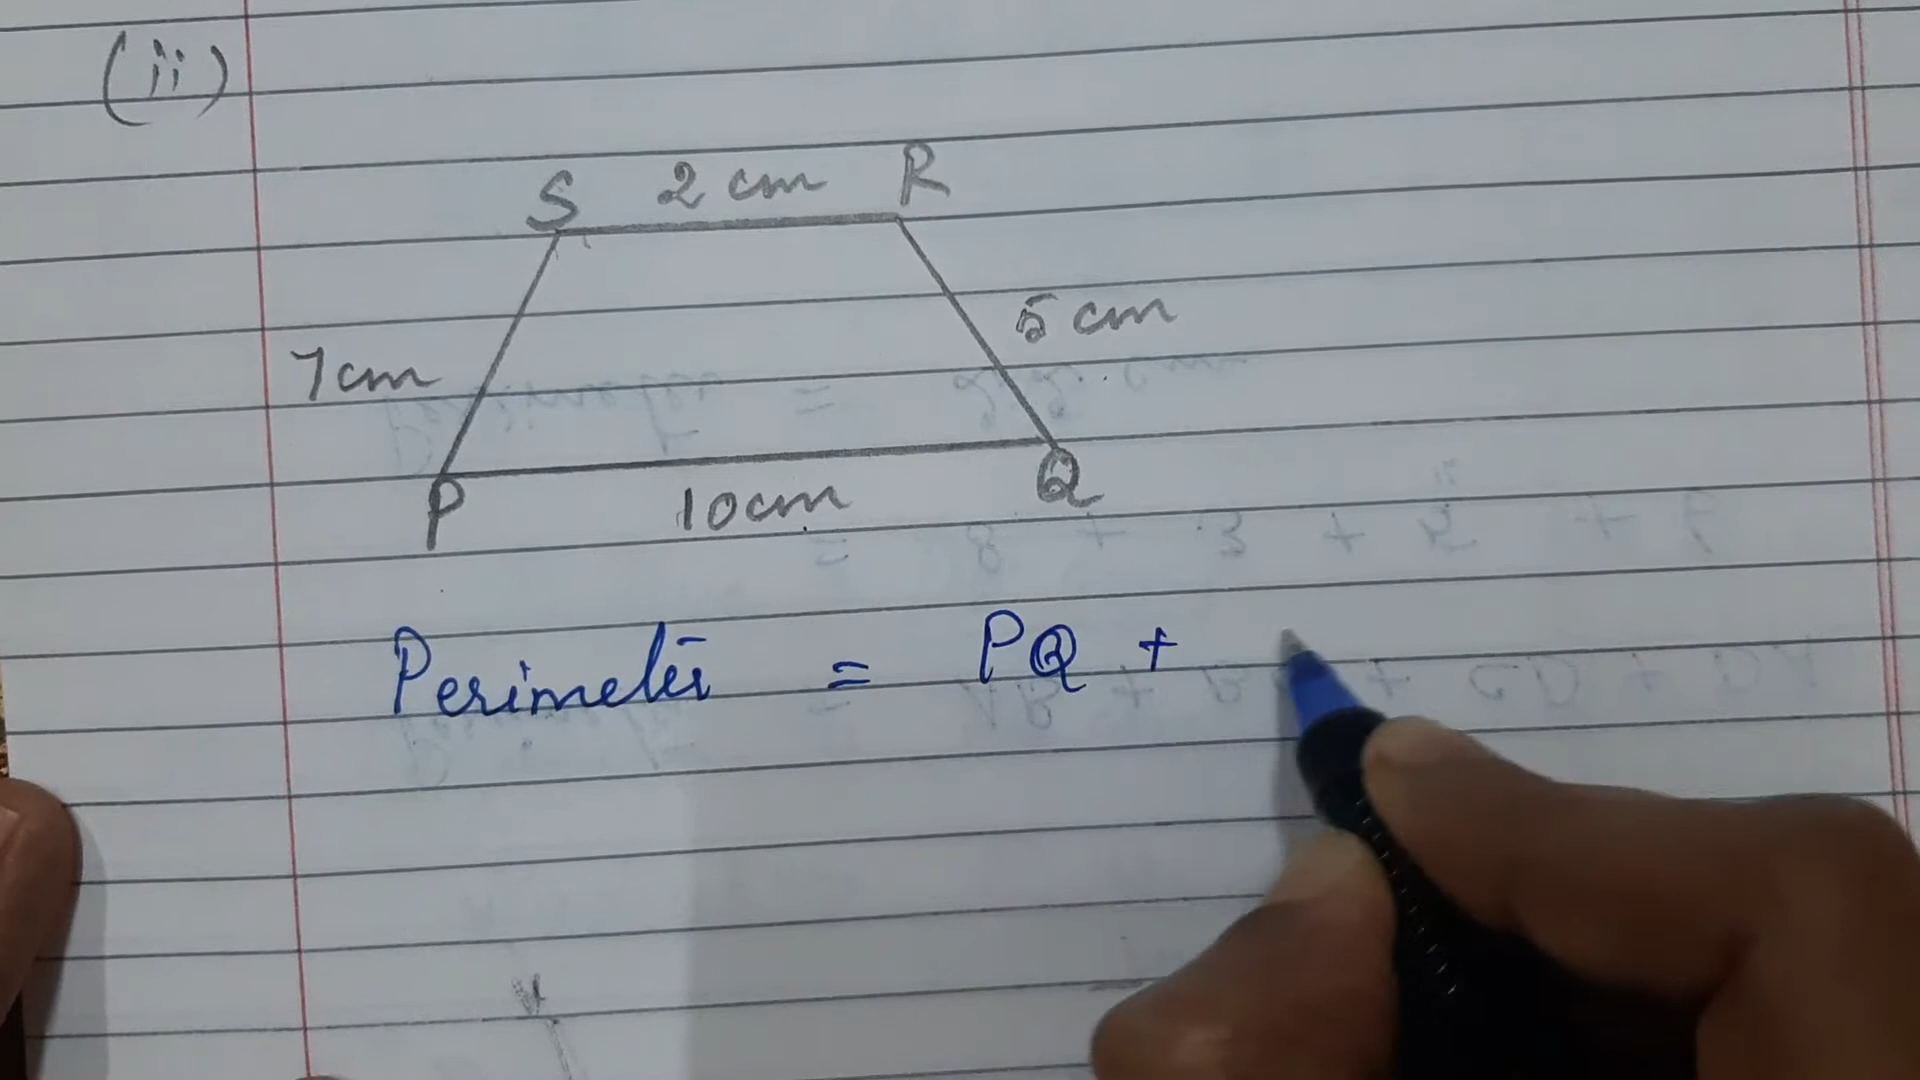 (ii)
S 2 cm R
5 cm
7cm
P 10cm Q
Perimeter = PQ +